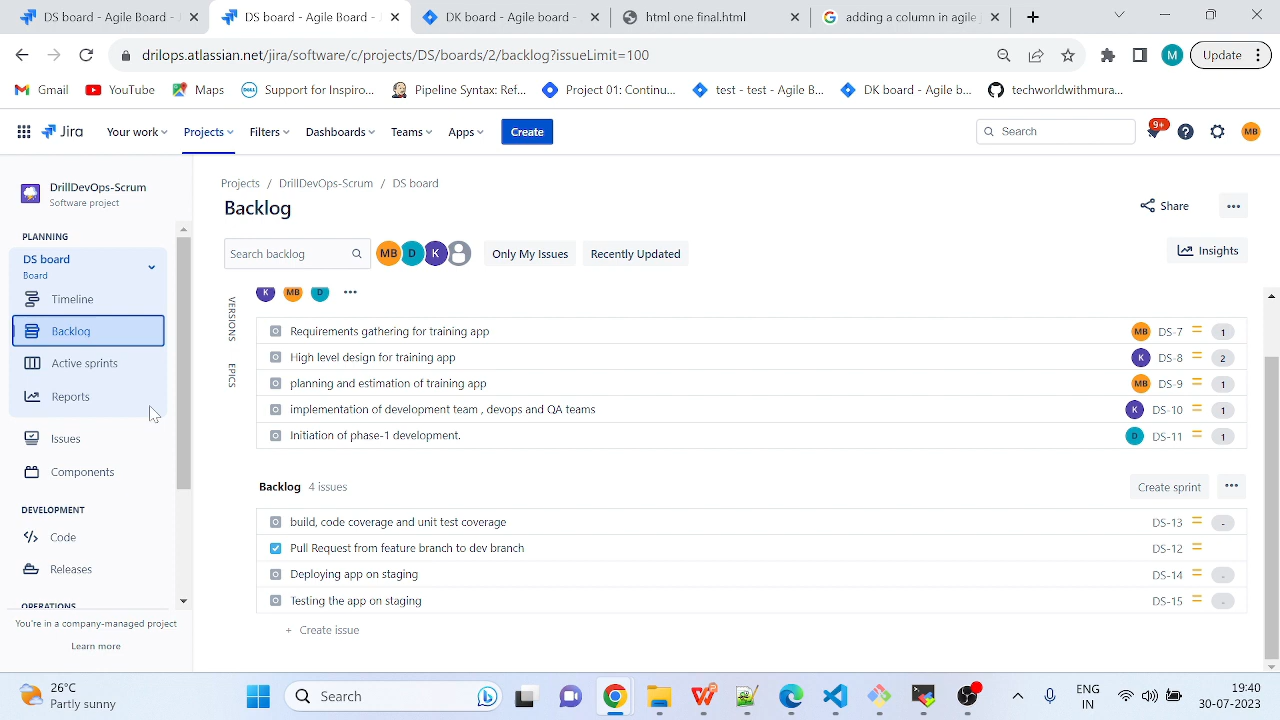 DS board - Agile board -
DS board - Agile Board -
DK board - Agile board -
html one final.html
adding a column in agile
drilops.atlassian.net/jira/software/c/projects/DS/boards/2/backlog?issueLimit=100
M
Update
Gmail
YouTube
Maps
DELL
Support for Inspiro...
Pipeline Syntax: Ref...
Project 01: Continu...
test - test - Agile B...
DK board - Agile b...
techworldwithmura...
Jira
Your work
Projects
Filters
Dashboards
Teams
Apps
Create
Search
9+
MB
DrillDevOps-Scrum
Software project
PLANNING
DS board
Board
Timeline
Backlog
Active sprints
Reports
Issues
Components
DEVELOPMENT
Code
Releases
OPERATIONS
You're in a company-managed project
Learn more
Projects / DrillDevOps-Scrum / DS board
Backlog
Share
Search backlog
MB D K
Only My Issues
Recently Updated
Insights
VERSIONS
EPICS
K MB D
Requirements gathering for training app MB DS-7 1
High level design for training app K DS-8 2
planning and estimation of training app MB DS-9 1
implementation of development team , devops and QA teams K DS-10 1
Initiation of phase-1 development. D DS-11 1
Backlog 4 issues
Create sprint
build, code coverage and unit test coverage DS-13 -
Pull Request from feature branch to dev branch DS-12
Deploying app on staging DS-14 -
Testing the app on staging DS-15 -
+ Create issue
26°C
Partly sunny
Search
ENG
IN
19:40
30-07-2023